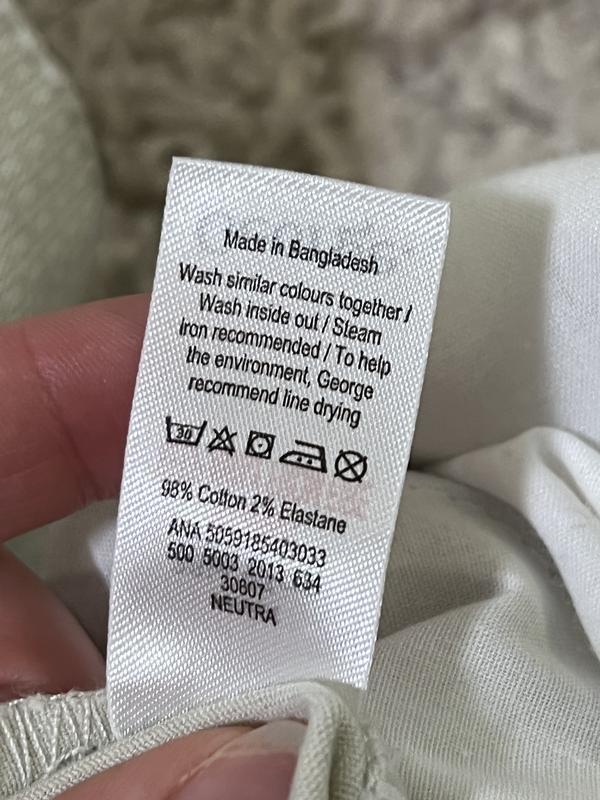 Made in Bangladesh
Wash similar colours together /
Wash inside out / Steam
Iron recommended / To help
the environment, George
recommend line drying
30
98% Cotton 2% Elastane
ANA 5059185403033
500 5003 2013 634
30807
NEUTRA